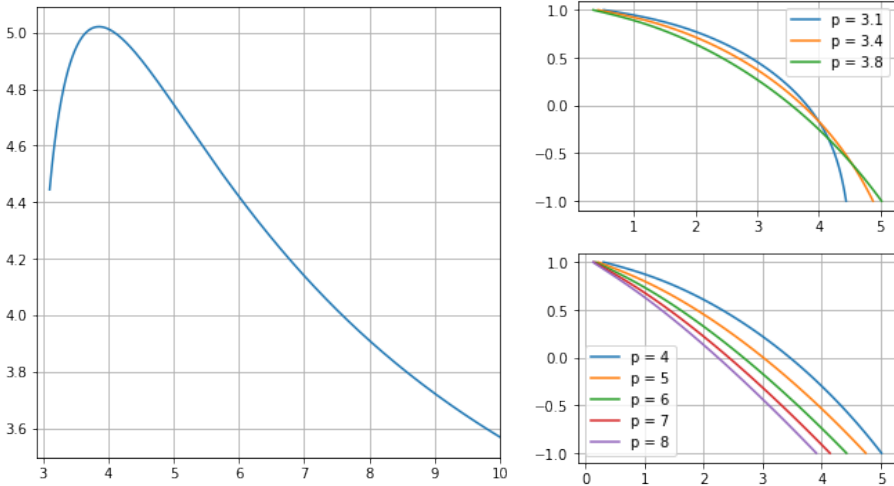 5.0
4.8
4.6
4.4
4.2
4.0
3.8
3.6
3 4 5 6 7 8 9 10
1.0
0.5
0.0
−0.5
−1.0
1 2 3 4 5
p = 3.1
p = 3.4
p = 3.8
1.0
0.5
0.0
−0.5
−1.0
0 1 2 3 4 5
p = 4
p = 5
p = 6
p = 7
p = 8